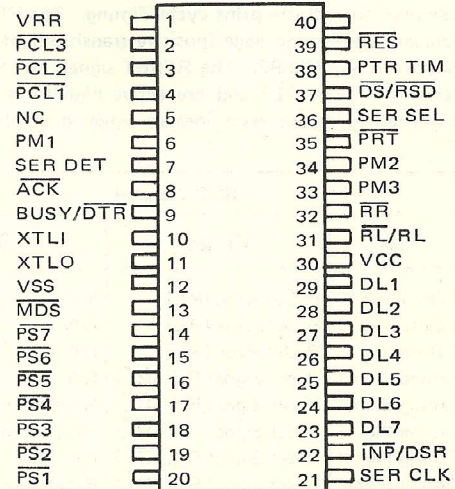 VRR 1 40
PCL3 2 39 RES
PCL2 3 38 PTR TIM
PCL1 4 37 DS/RSD
NC 5 36 SER SEL
PM1 6 35 PRT
SER DET 7 34 PM2
ACK 8 33 PM3
BUSY/DTR 9 32 RR
XTLI 10 31 RL/RL
XTLO 11 30 VCC
VSS 12 29 DL1
MDS 13 28 DL2
PS7 14 27 DL3
PS6 15 26 DL4
PS5 16 25 DL5
PS4 17 24 DL6
PS3 18 23 DL7
PS2 19 22 INP/DSR
PS1 20 21 SER CLK